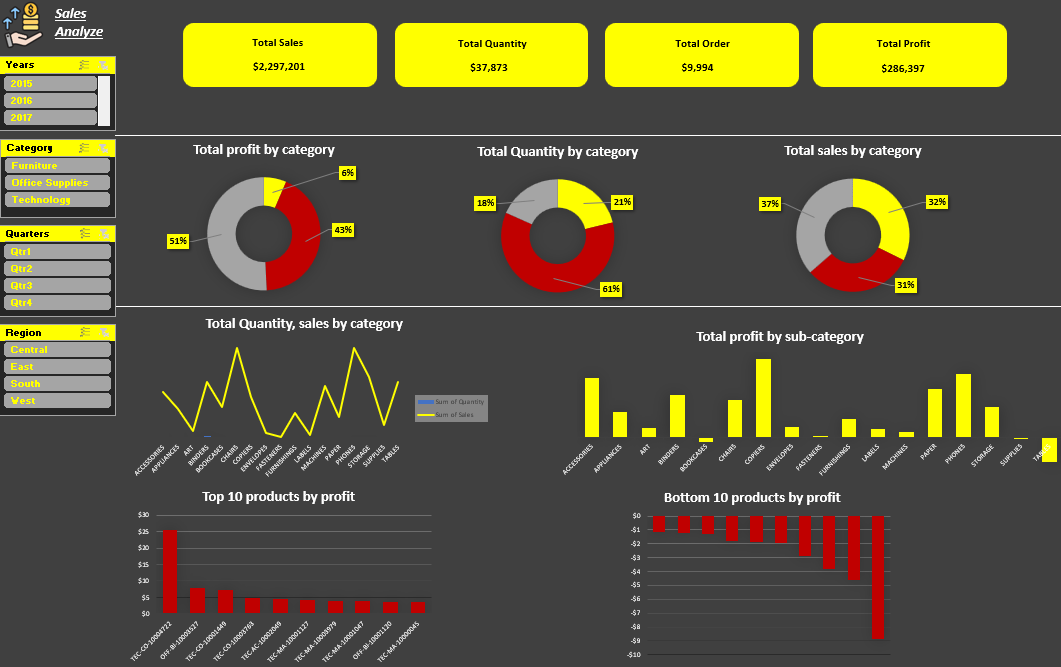 Sales
Analyze
Total Sales
$2,297,201
Total Quantity
$37,873
Total Order
$9,994
Total Profit
$286,397
Years
2015
2016
2017
Category
Furniture
Office Supplies
Technology
Quarters
Qtr1
Qtr2
Qtr3
Qtr4
Region
Central
East
South
West
Total profit by category
6%
43%
51%
Total Quantity by category
18%
21%
61%
Total sales by category
37%
32%
31%
Total Quantity, sales by category
Sum of Quantity
Sum of Sales
ACCESSORIES
APPLIANCES
ART
BINDERS
BOOKCASES
CHAIRS
COPIERS
ENVELOPES
FASTENERS
FURNISHINGS
LABELS
MACHINES
PAPER
PHONES
STORAGE
SUPPLIES
TABLES
Total profit by sub-category
ACCESSORIES
APPLIANCES
ART
BINDERS
BOOKCASES
CHAIRS
COPIERS
ENVELOPES
FASTENERS
FURNISHINGS
LABELS
MACHINES
PAPER
PHONES
STORAGE
SUPPLIES
Top 10 products by profit
$30
$25
$20
$15
$10
$5
$0
TEC-CO-10004722
OFF-BI-10003527
TEC-CO-10001449
TEC-CO-10003763
TEC-AC-10002049
TEC-MA-10001127
TEC-MA-10003979
TEC-MA-10001047
OFF-BI-10001120
TEC-MA-10000045
Bottom 10 products by profit
$0
-$1
-$2
-$3
-$4
-$5
-$6
-$7
-$8
-$9
-$10